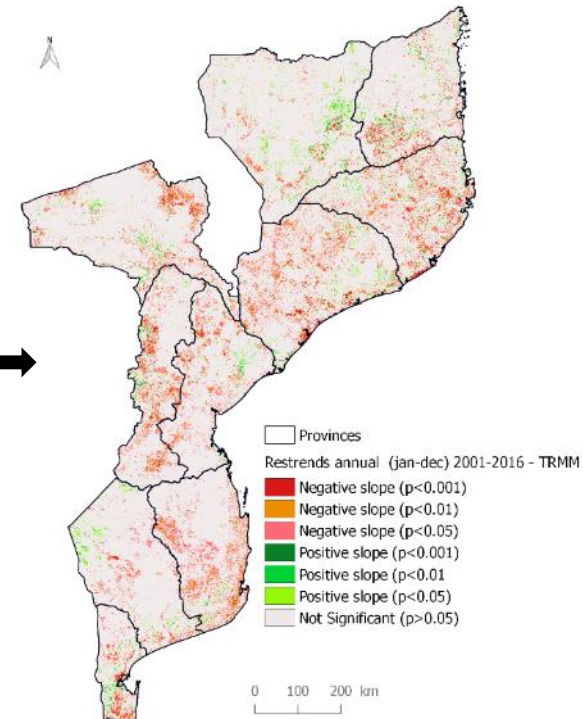 N
Provinces
Restrends annual (jan-dec) 2001-2016 - TRMM
Negative slope (p<0.001)
Negative slope (p<0.01)
Negative slope (p<0.05)
Positive slope (p<0.001)
Positive slope (p<0.01
Positive slope (p<0.05)
Not Significant (p>0.05)
0 100 200 km